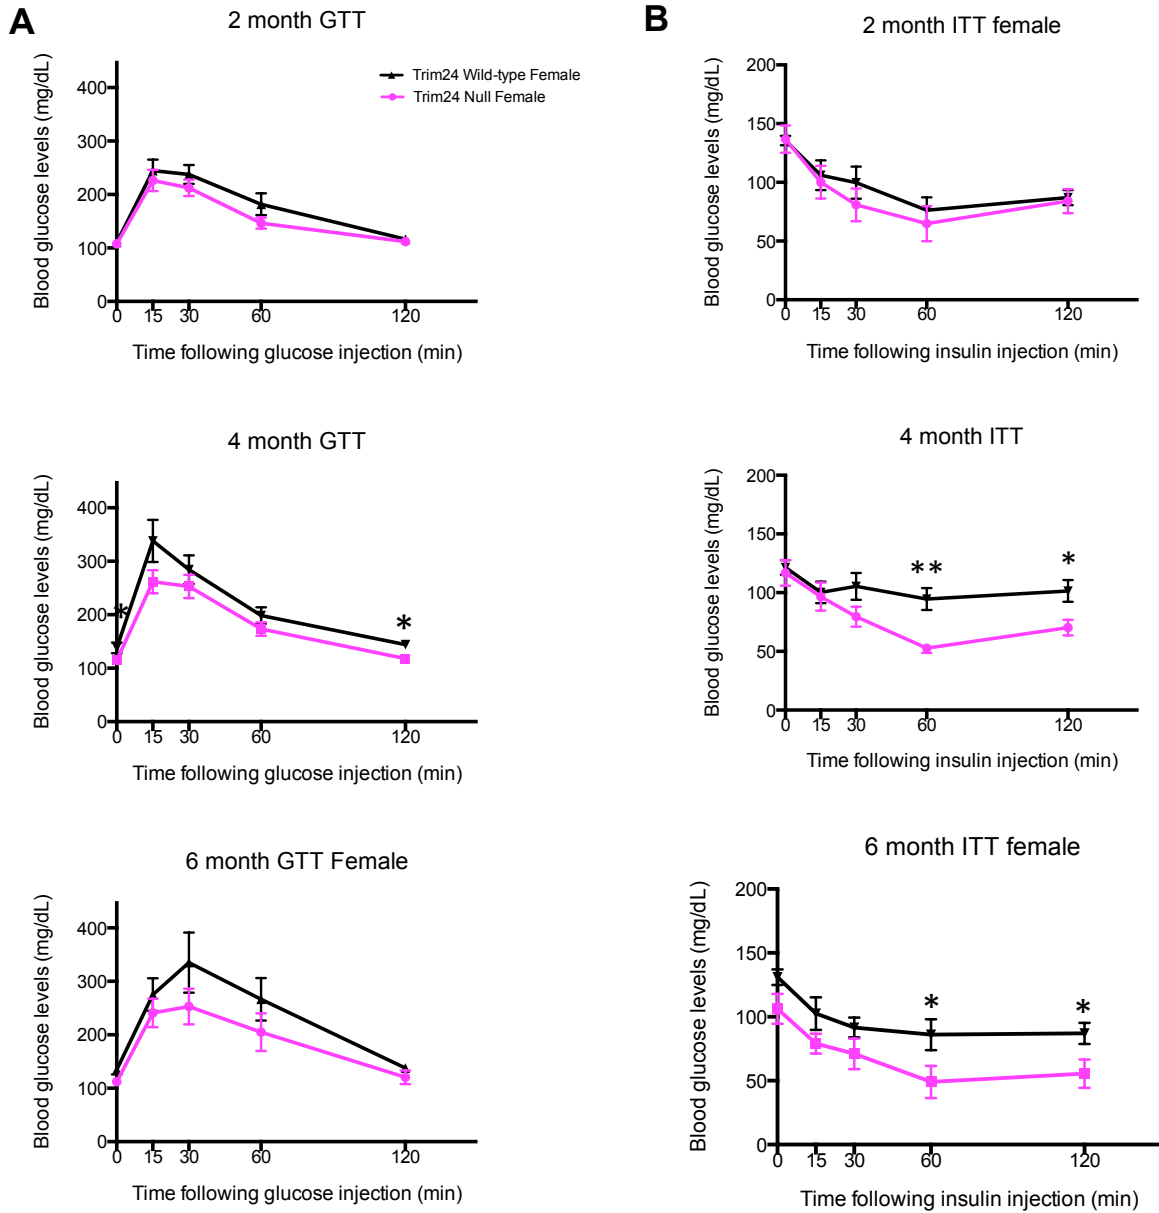 A
2 month GTT
Blood glucose levels (mg/dL)
400
300
200
100
0
0 15 30 60 120
Time following glucose injection (min)
Trim24 Wild-type Female
Trim24 Null Female
4 month GTT
Blood glucose levels (mg/dL)
400
300
200
100
0
*
*
0 15 30 60 120
Time following glucose injection (min)
6 month GTT Female
Blood glucose levels (mg/dL)
400
300
200
100
0
0 15 30 60 120
Time following glucose injection (min)
B
2 month ITT female
Blood glucose levels (mg/dL)
200
150
100
50
0
0 15 30 60 120
Time following insulin injection (min)
4 month ITT
Blood glucose levels (mg/dL)
200
150
100
50
0
**
*
0 15 30 60 120
Time following insulin injection (min)
6 month ITT female
Blood glucose levels (mg/dL)
200
150
100
50
0
*
*
0 15 30 60 120
Time following insulin injection (min)